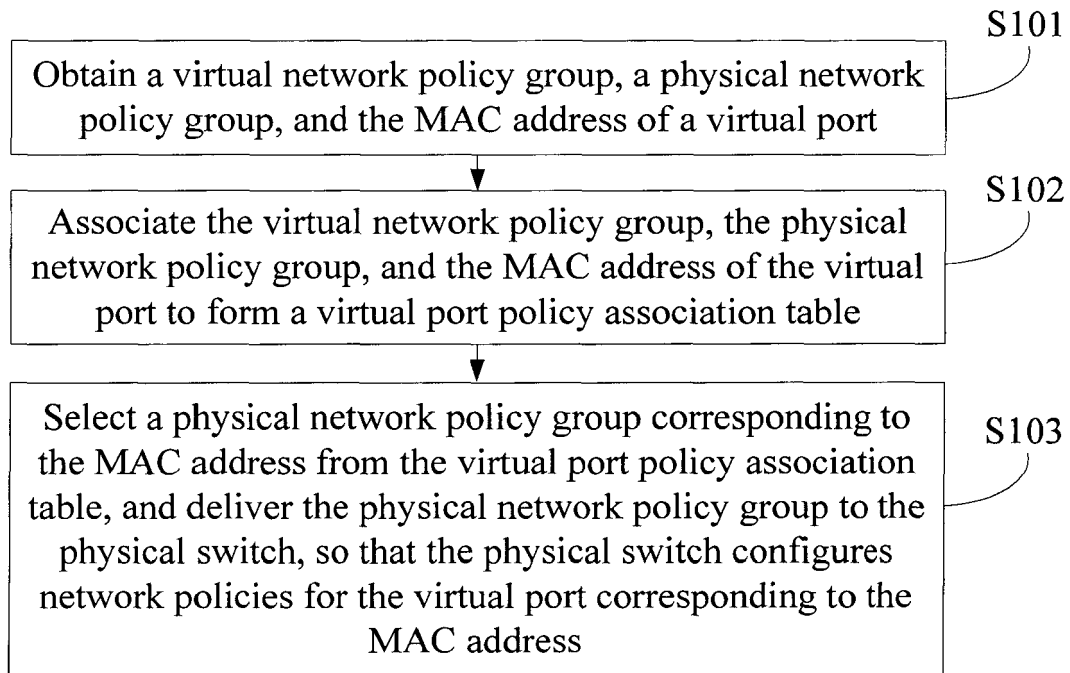 S101
Obtain a virtual network policy group, a physical network
policy group, and the MAC address of a virtual port
S102
Associate the virtual network policy group, the physical
network policy group, and the MAC address of the virtual
port to form a virtual port policy association table
S103
Select a physical network policy group corresponding to
the MAC address from the virtual port policy association
table, and deliver the physical network policy group to the
physical switch, so that the physical switch configures
network policies for the virtual port corresponding to the
MAC address